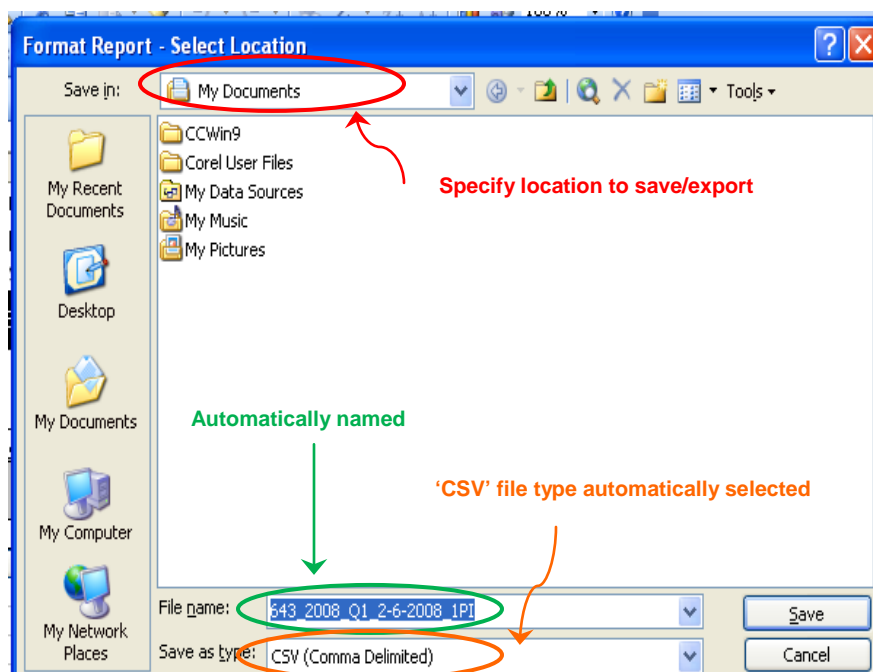 100%
Format Report - Select Location
Save in:
My Documents
Tools
CCWin9
Corel User Files
My Data Sources
My Music
My Pictures
Specify location to save/export
My Recent
Documents
Desktop
My Documents
My Computer
My Network
Places
Automatically named
‘CSV’ file type automatically selected
File name:
643_2008_Q1_2-6-2008_1PI
Save
Save as type:
CSV (Comma Delimited)
Cancel